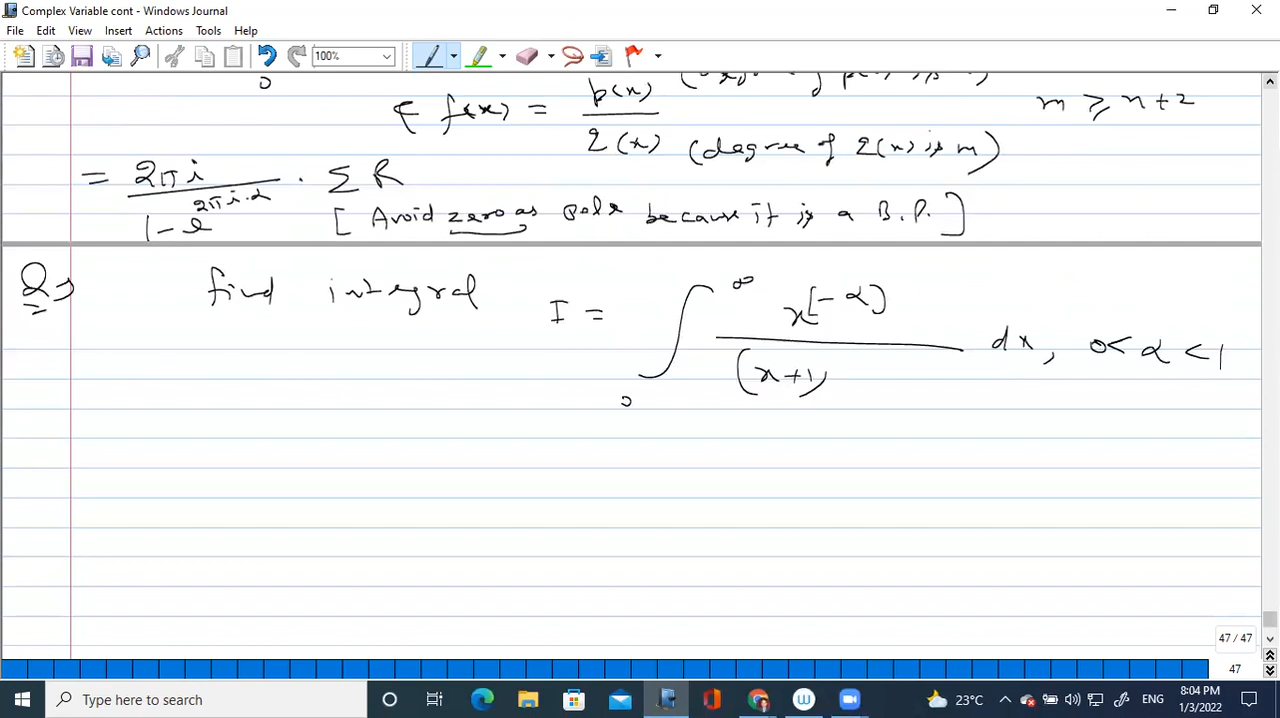 Complex Variable cont - Windows Journal
File Edit View Insert Actions Tools Help
100%
0
& f(x) = p(x) / q(x) (degree of q(x) is m) m ≥ n+2
= 2πi / 1 - e^{2πi·α} · Σ R
[Avoid zero as pole because it is a B.P.]
Q→ find integral I = ∫_0^∞ x^[-α] / (x+1) dx, 0 < α < 1
47 / 47
47
Type here to search
23°C
ENG
8:04 PM
1/3/2022